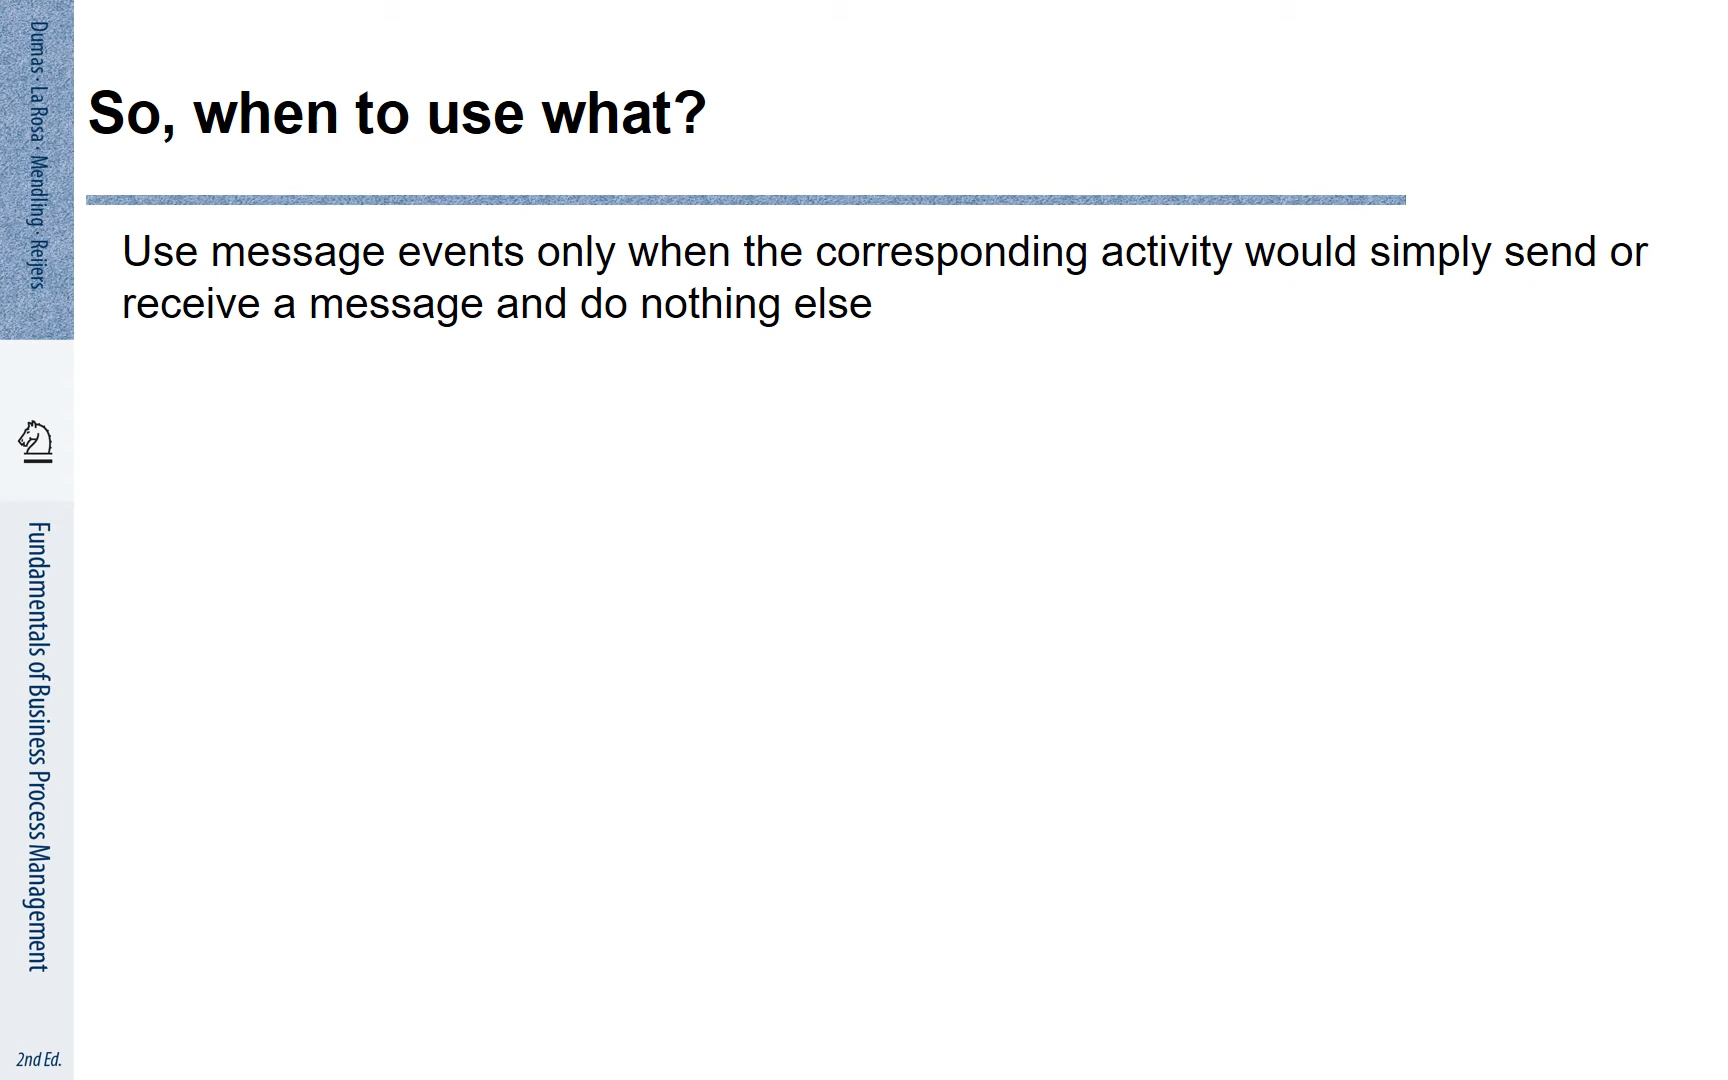 Dumas · La Rosa · Mendling · Reijers
So, when to use what?
Use message events only when the corresponding activity would simply send or
receive a message and do nothing else
Fundamentals of Business Process Management
2nd Ed.